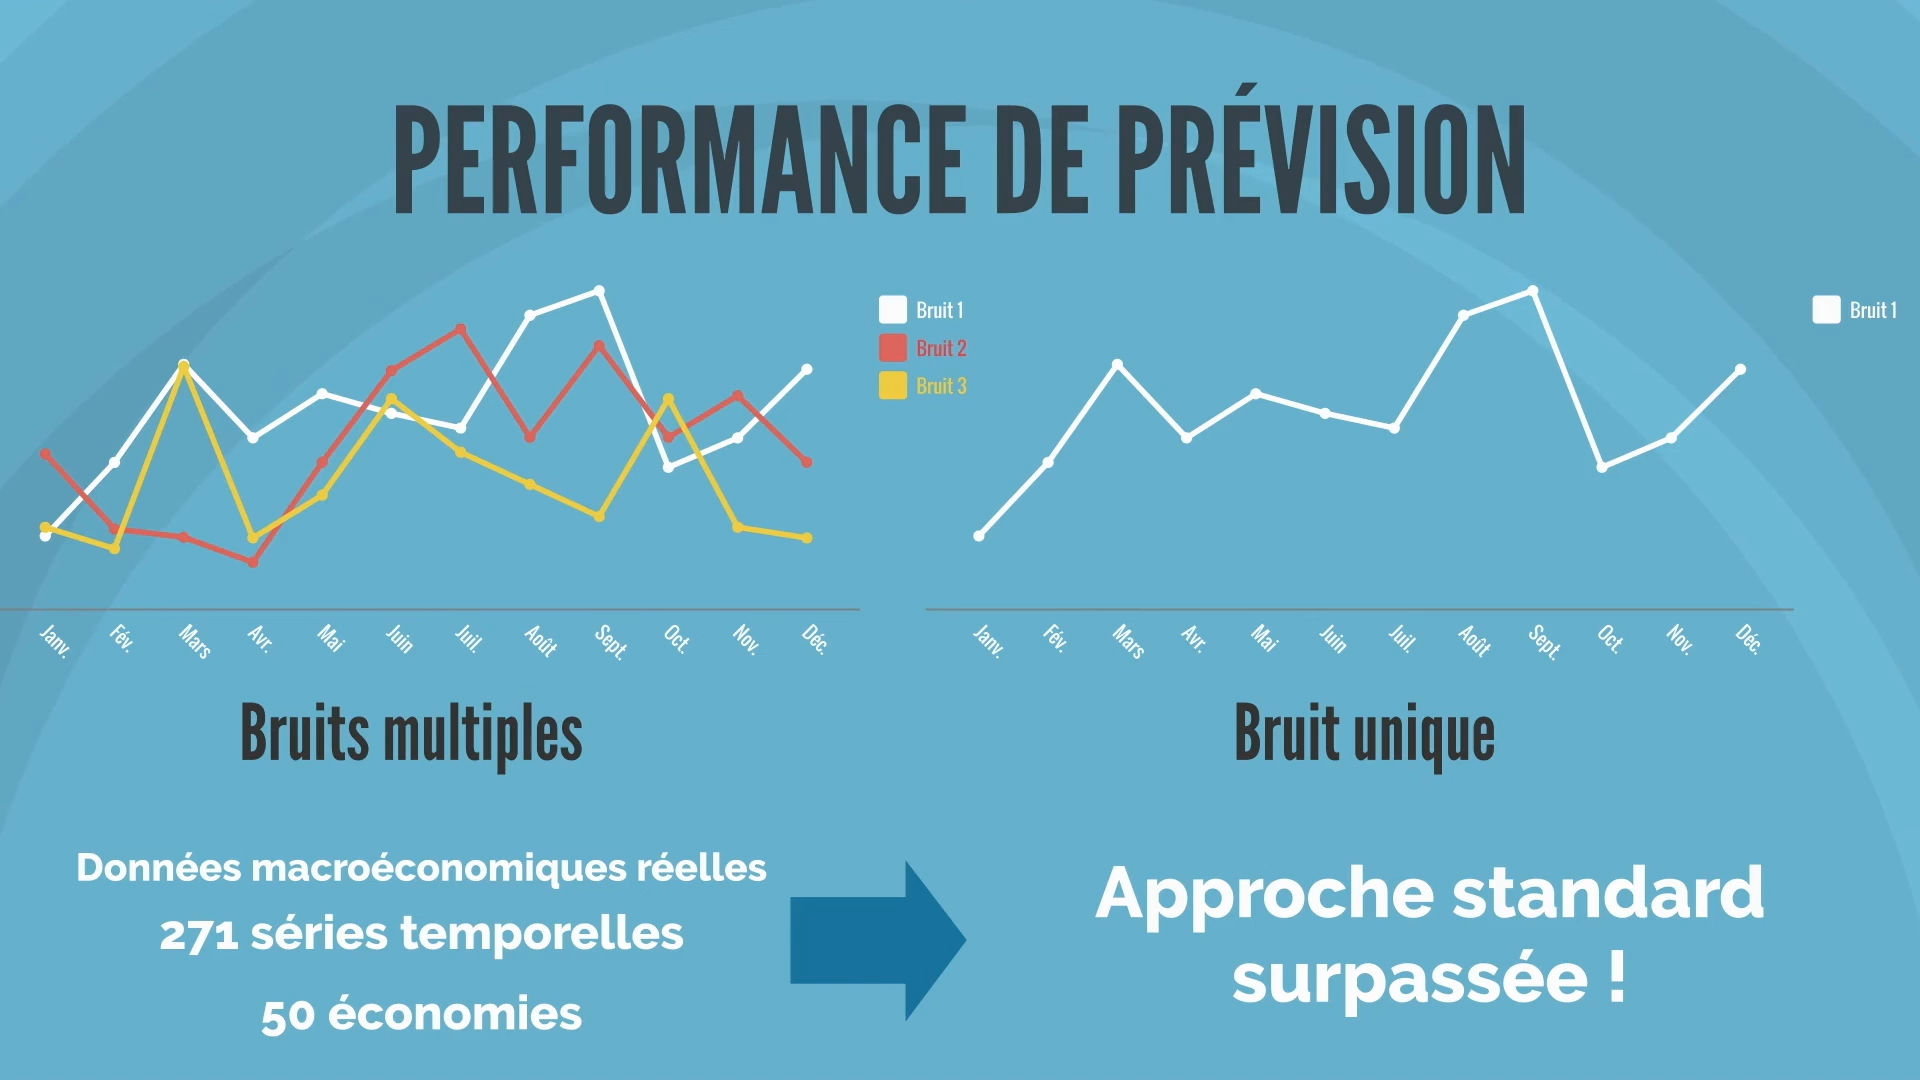 PERFORMANCE DE PRÉVISION
Bruit 1
Bruit 2
Bruit 3
Janv.
Fév.
Mars
Avr.
Mai
Juin
Juil.
Août
Sept.
Oct.
Nov.
Déc.
Bruits multiples
Bruit 1
Janv.
Fév.
Mars
Avr.
Mai
Juin
Juil.
Août
Sept.
Oct.
Nov.
Déc.
Bruit unique
Données macroéconomiques réelles
271 séries temporelles
50 économies
Approche standard
surpassée !